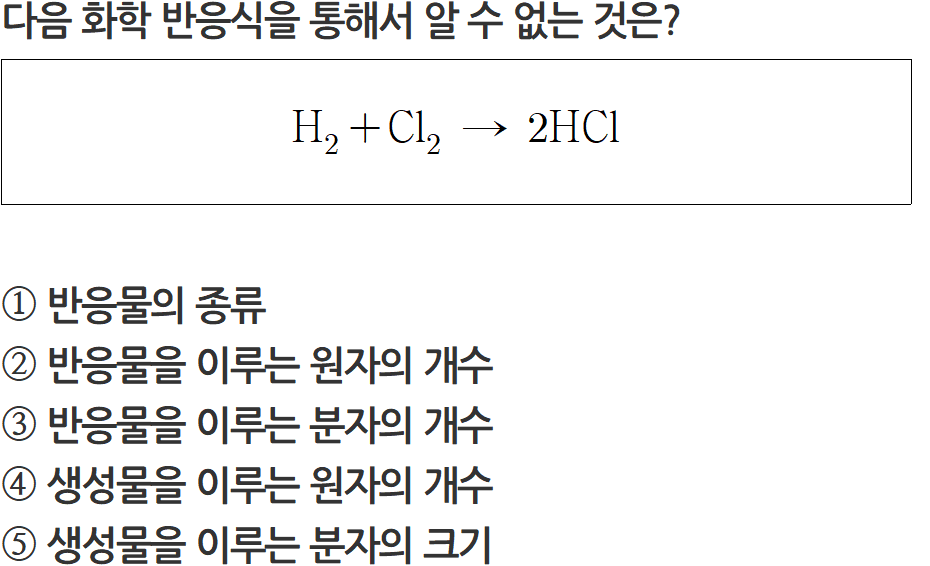 다음 화학 반응식을 통해서 알 수 없는 것은?
H₂ + Cl₂ → 2HCl
① 반응물의 종류
② 반응물을 이루는 원자의 개수
③ 반응물을 이루는 분자의 개수
④ 생성물을 이루는 원자의 개수
⑤ 생성물을 이루는 분자의 크기